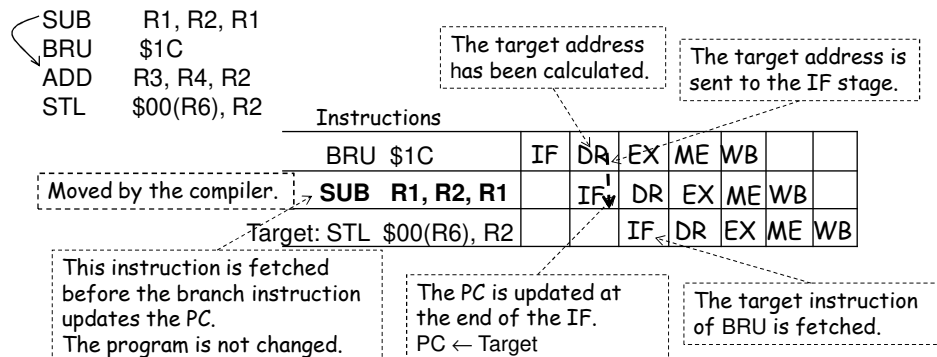 SUB R1, R2, R1
BRU $1C
ADD R3, R4, R2
STL $00(R6), R2
The target address
has been calculated.
The target address is
sent to the IF stage.
Instructions
BRU $1C IF DR EX ME WB
Moved by the compiler.
SUB R1, R2, R1 IF DR EX ME WB
Target: STL $00(R6), R2 IF DR EX ME WB
This instruction is fetched
before the branch instruction
updates the PC.
The program is not changed.
The PC is updated at
the end of the IF.
PC ← Target
The target instruction
of BRU is fetched.